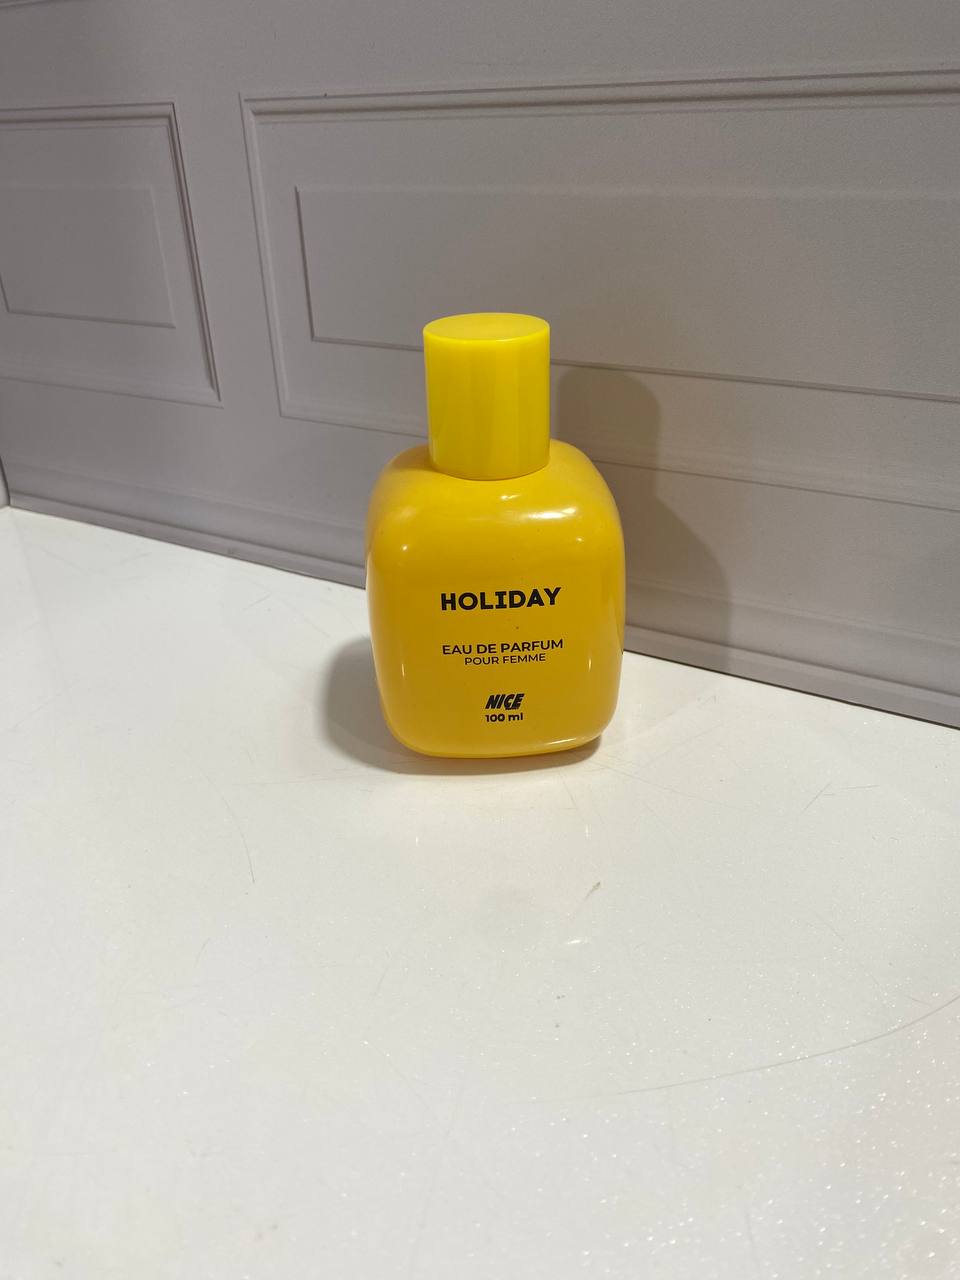 HOLIDAY
EAU DE PARFUM
POUR FEMME
NICE
100 ml